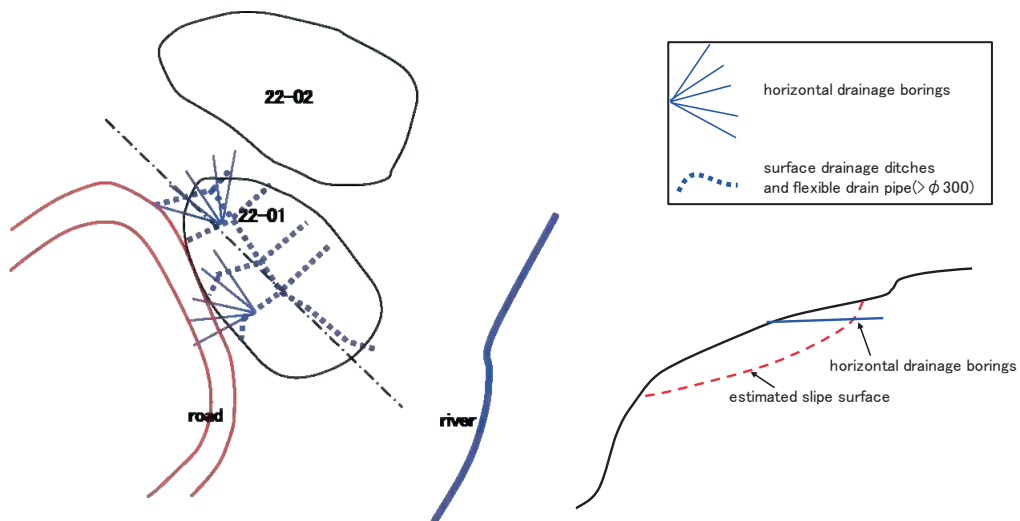 22-02
22-01
road
river
horizontal drainage borings
surface drainage ditches
and flexible drain pipe(>φ300)
horizontal drainage borings
estimated slipe surface